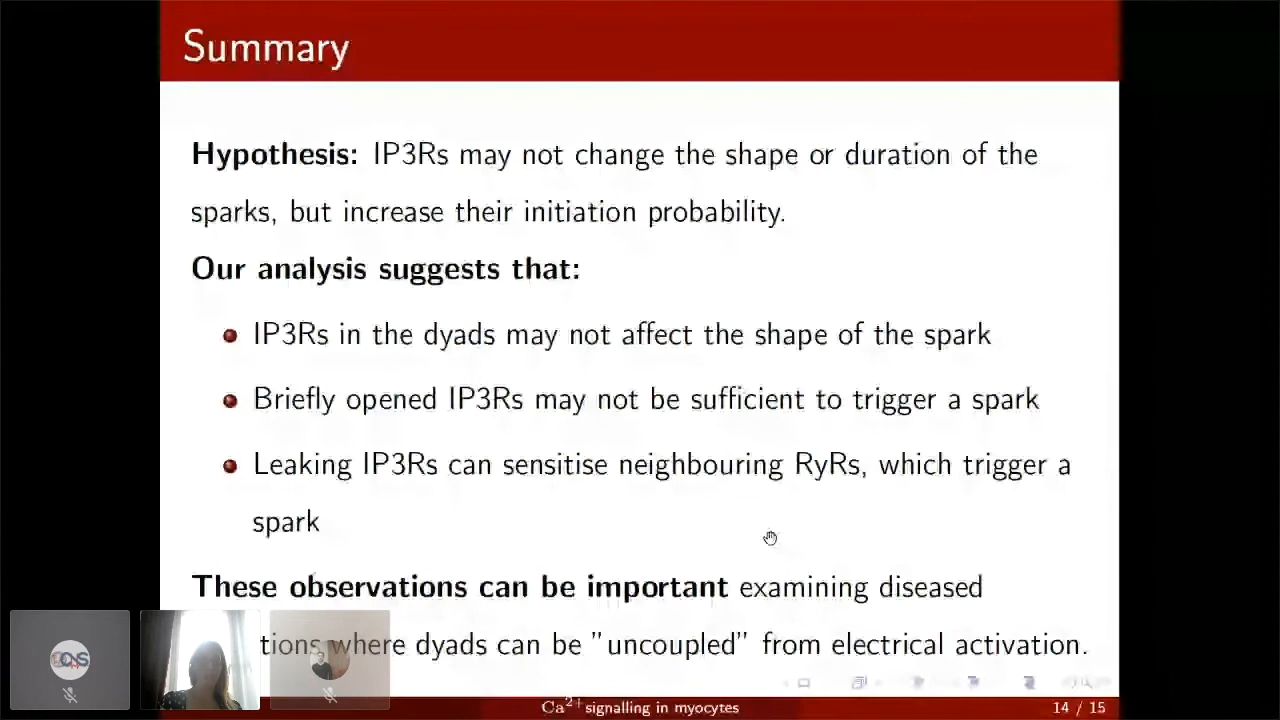 Summary
Hypothesis: IP3Rs may not change the shape or duration of the
sparks, but increase their initiation probability.
Our analysis suggests that:
IP3Rs in the dyads may not affect the shape of the spark
Briefly opened IP3Rs may not be sufficient to trigger a spark
Leaking IP3Rs can sensitise neighbouring RyRs, which trigger a
spark
These observations can be important examining diseased
where dyads can be "uncoupled" from electrical activation.
Ca2+signalling in myocytes
14 / 15